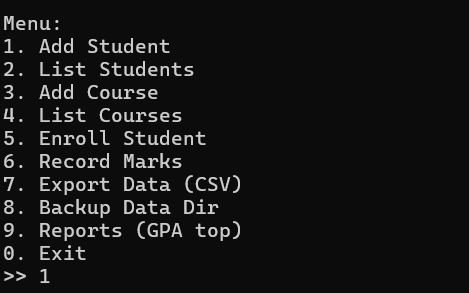 Menu:
1. Add Student
2. List Students
3. Add Course
4. List Courses
5. Enroll Student
6. Record Marks
7. Export Data (CSV)
8. Backup Data Dir
9. Reports (GPA top)
0. Exit
>> 1